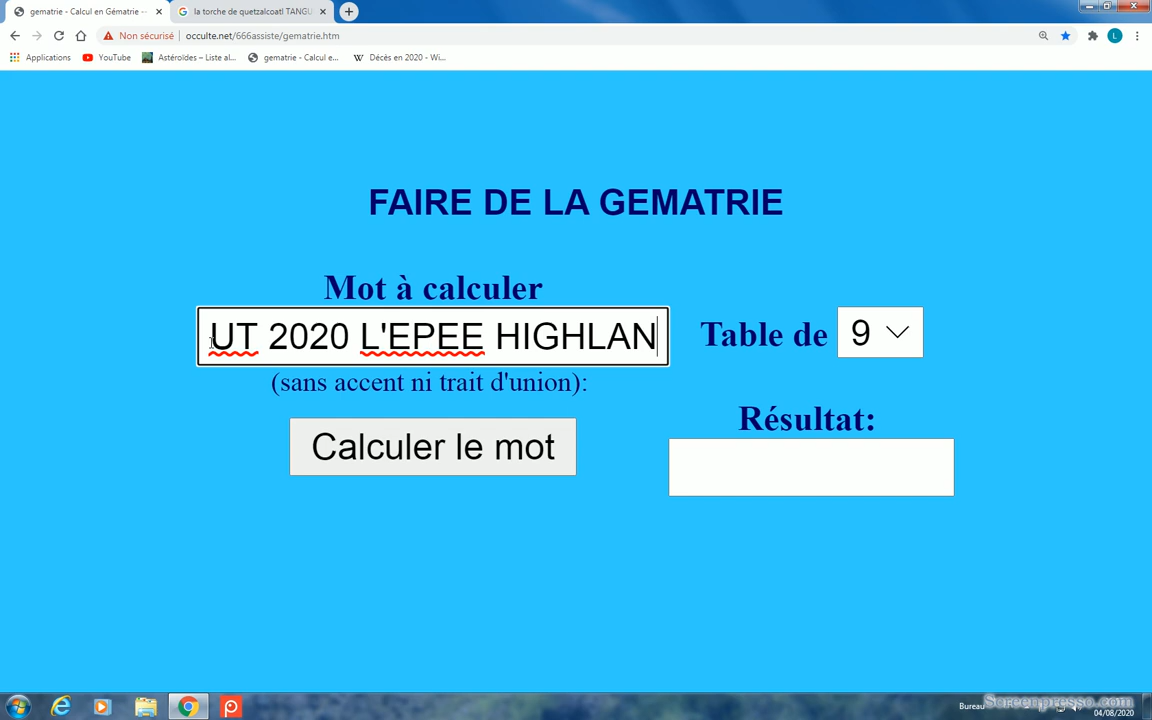 gematrie - Calcul en Gématrie -
la torche de quetzalcoatl TANGU
Non sécurisé
occulte.net/666assiste/gematrie.htm
Applications
YouTube
Astéroïdes – Liste al...
gematrie - Calcul e...
Décès en 2020 - Wi...
FAIRE DE LA GEMATRIE
Mot à calculer
UT 2020 L'EPEE HIGHLAN
Table de 9
(sans accent ni trait d'union):
Calculer le mot
Résultat:
Bureau
Screenpresso.com
04/08/2020